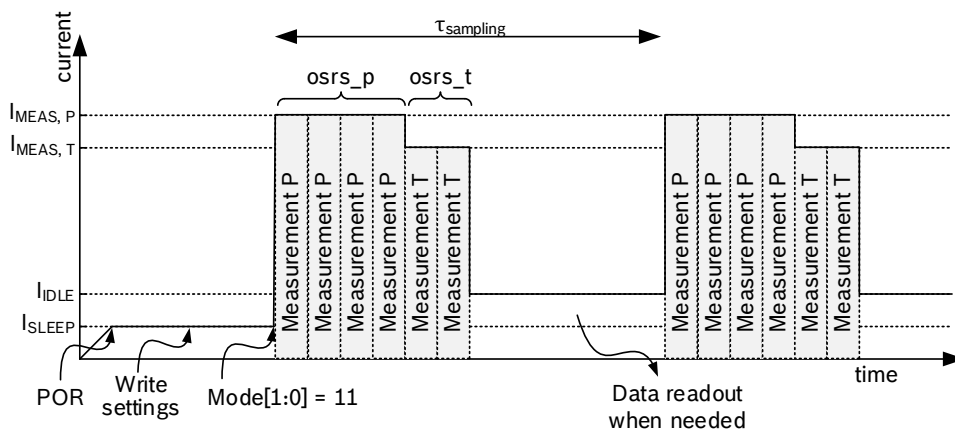 τsampling
current
osrs_p
osrs_t
IMEAS, P
IMEAS, T
Measurement P
Measurement P
Measurement P
Measurement P
Measurement T
Measurement T
Measurement P
Measurement P
Measurement P
Measurement P
Measurement T
Measurement T
IIDLE
ISLEEP
time
POR
Write
settings
Mode[1:0] = 11
Data readout
when needed